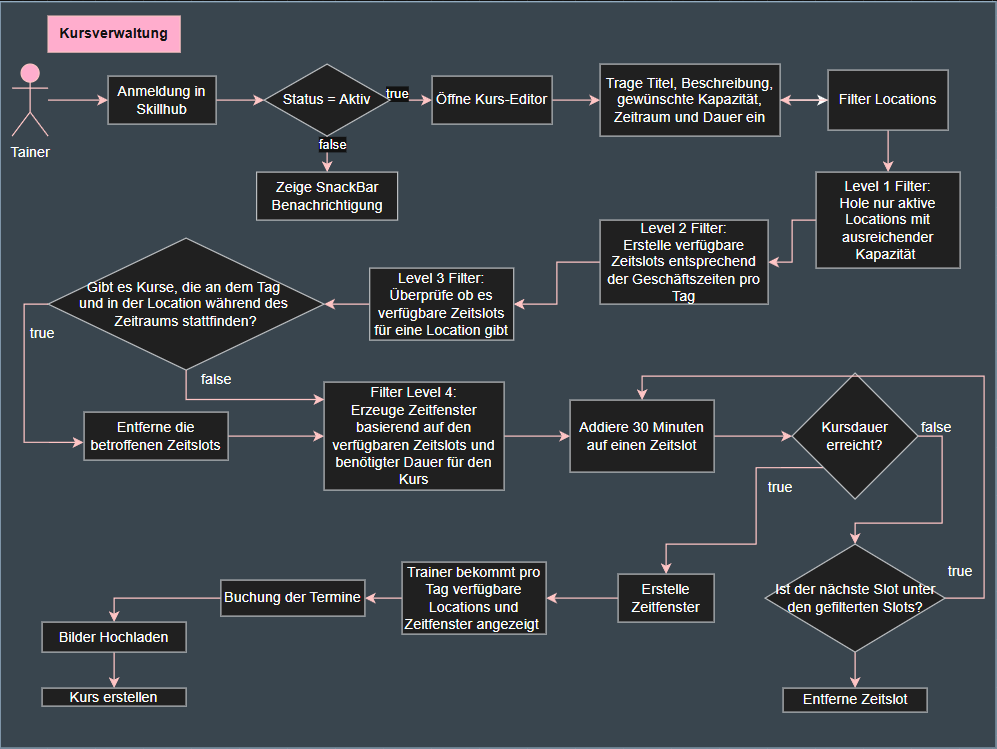 Kursverwaltung
Tainer
Anmeldung in
Skillhub
Status = Aktiv
true
false
Zeige SnackBar
Benachrichtigung
Öffne Kurs-Editor
Trage Titel, Beschreibung,
gewünschte Kapazität,
Zeitraum und Dauer ein
Filter Locations
Level 1 Filter:
Hole nur aktive
Locations mit
ausreichender
Kapazität
Level 2 Filter:
Erstelle verfügbare
Zeitslots entsprechend
der Geschäftszeiten pro
Tag
Level 3 Filter:
Überprüfe ob es
verfügbare Zeitslots
für eine Location gibt
Gibt es Kurse, die an dem Tag
und in der Location während des
Zeitraums stattfinden?
true
false
Entferne die
betroffenen Zeitslots
Filter Level 4:
Erzeuge Zeitfenster
basierend auf den
verfügbaren Zeitslots und
benötigter Dauer für den
Kurs
Addiere 30 Minuten
auf einen Zeitslot
Kursdauer
erreicht?
false
true
Ist der nächste Slot unter
den gefilterten Slots?
true
Entferne Zeitslot
Erstelle
Zeitfenster
Trainer bekommt pro
Tag verfügbare
Locations und
Zeitfenster angezeigt
Buchung der Termine
Bilder Hochladen
Kurs erstellen